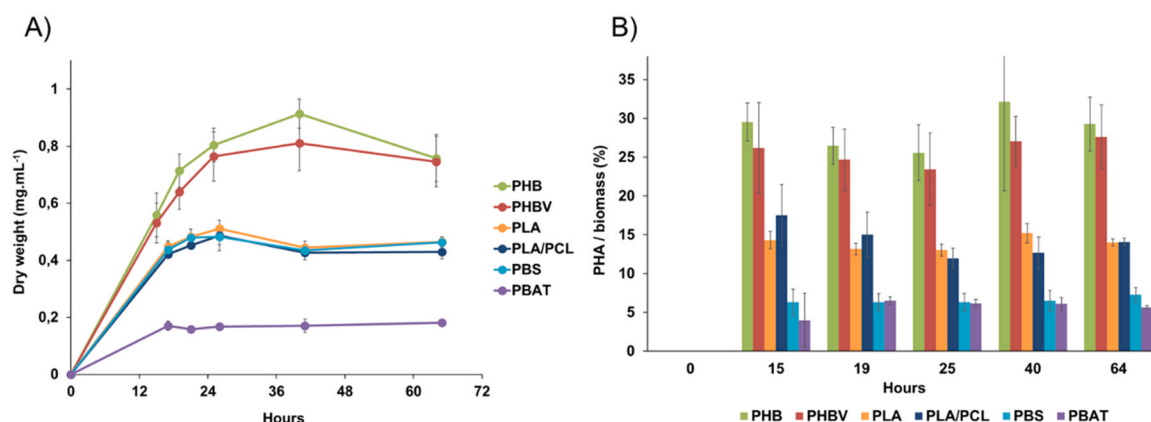 A)
Dry weight (mg.mL-1)
1
0,8
0,6
0,4
0,2
0
0 12 24 36 48 60 72
Hours
PHB
PHBV
PLA
PLA/PCL
PBS
PBAT
B)
PHA / biomass (%)
35
30
25
20
15
10
5
0
0 15 19 25 40 64
Hours
PHB PHBV PLA PLA/PCL PBS PBAT